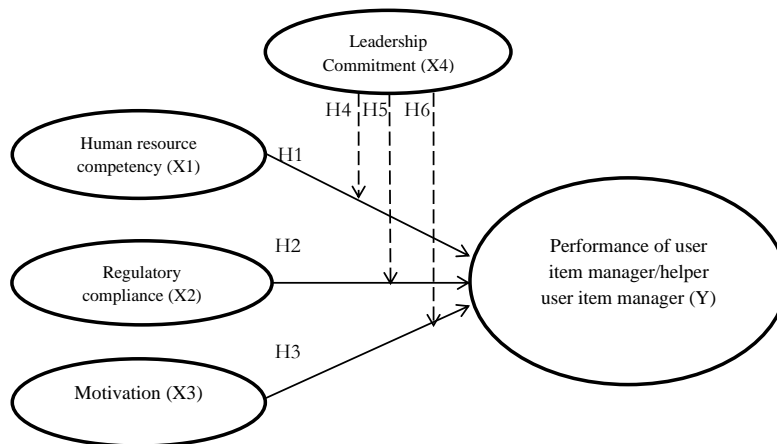 Leadership
Commitment (X4)
H4
H5
H6
Human resource
competency (X1)
H1
Regulatory
compliance (X2)
H2
Performance of user
item manager/helper
user item manager (Y)
Motivation (X3)
H3